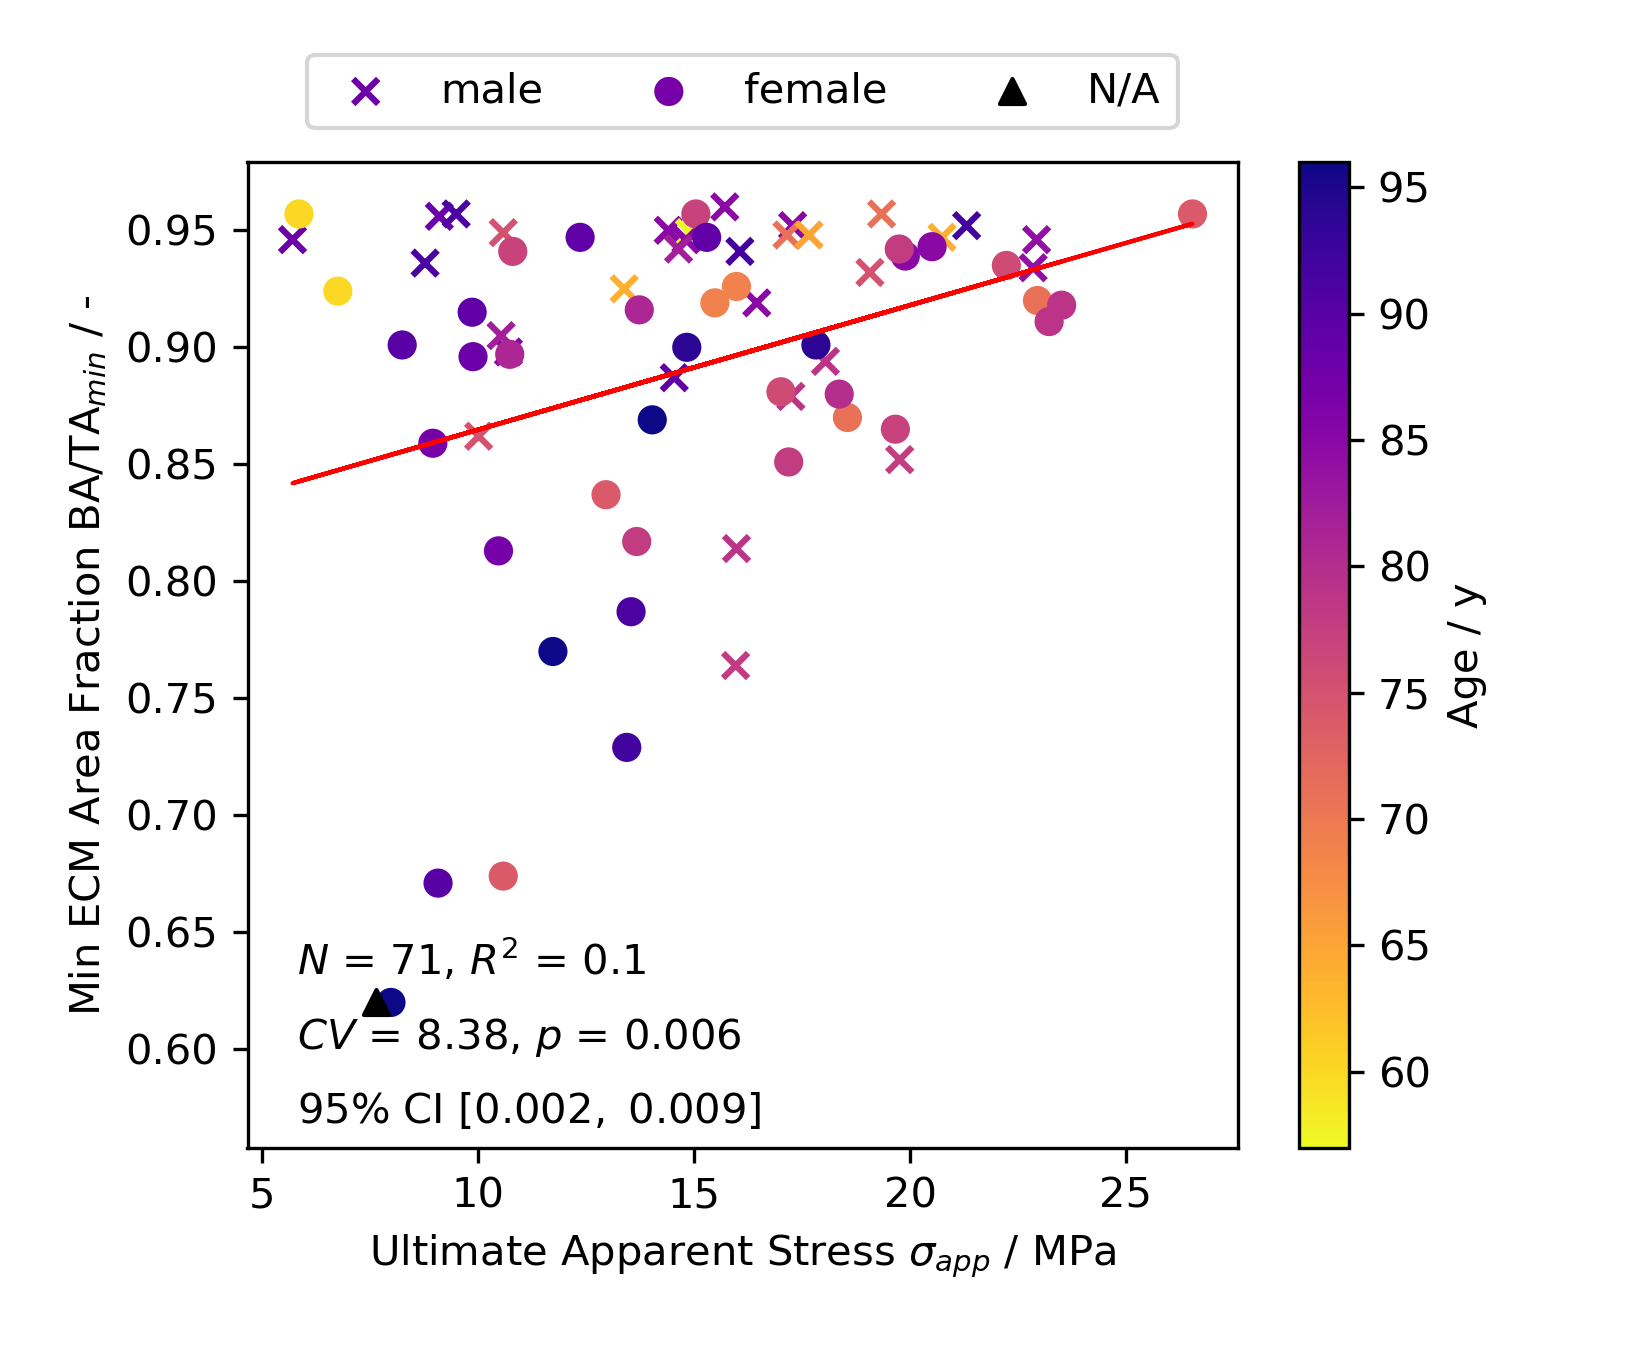 male female N/A
Min ECM Area Fraction BA/TA_min / -
0.95
0.90
0.85
0.80
0.75
0.70
0.65
0.60
N = 71, R² = 0.1
CV = 8.38, p = 0.006
95% CI [0.002, 0.009]
5 10 15 20 25
Ultimate Apparent Stress σ_app / MPa
95
90
85
80
75
70
65
60
Age / y